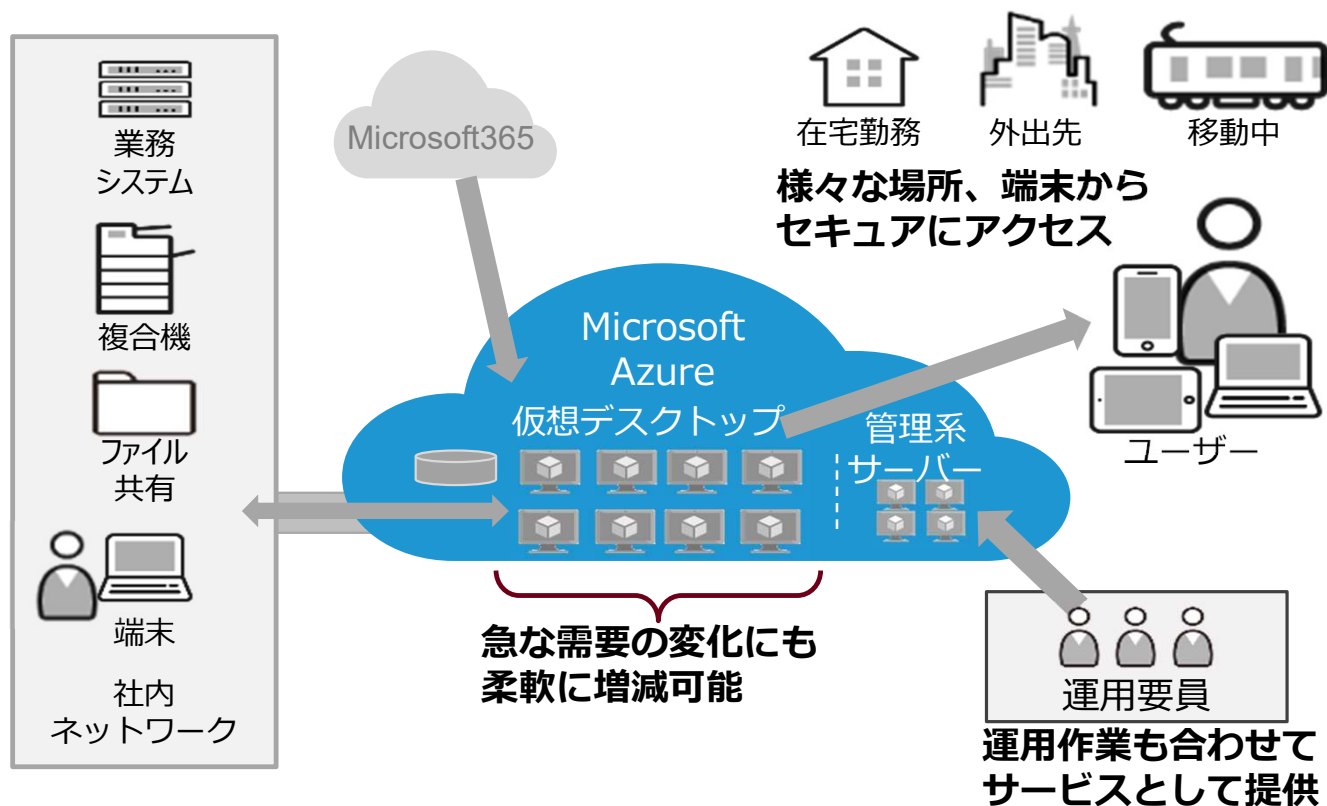 業務
システム
複合機
ファイル
共有
端末
社内
ネットワーク
Microsoft365
在宅勤務
外出先
移動中
様々な場所、端末から
セキュアにアクセス
ユーザー
Microsoft
Azure
仮想デスクトップ
管理系
サーバー
急な需要の変化にも
柔軟に増減可能
運用要員
運用作業も合わせて
サービスとして提供